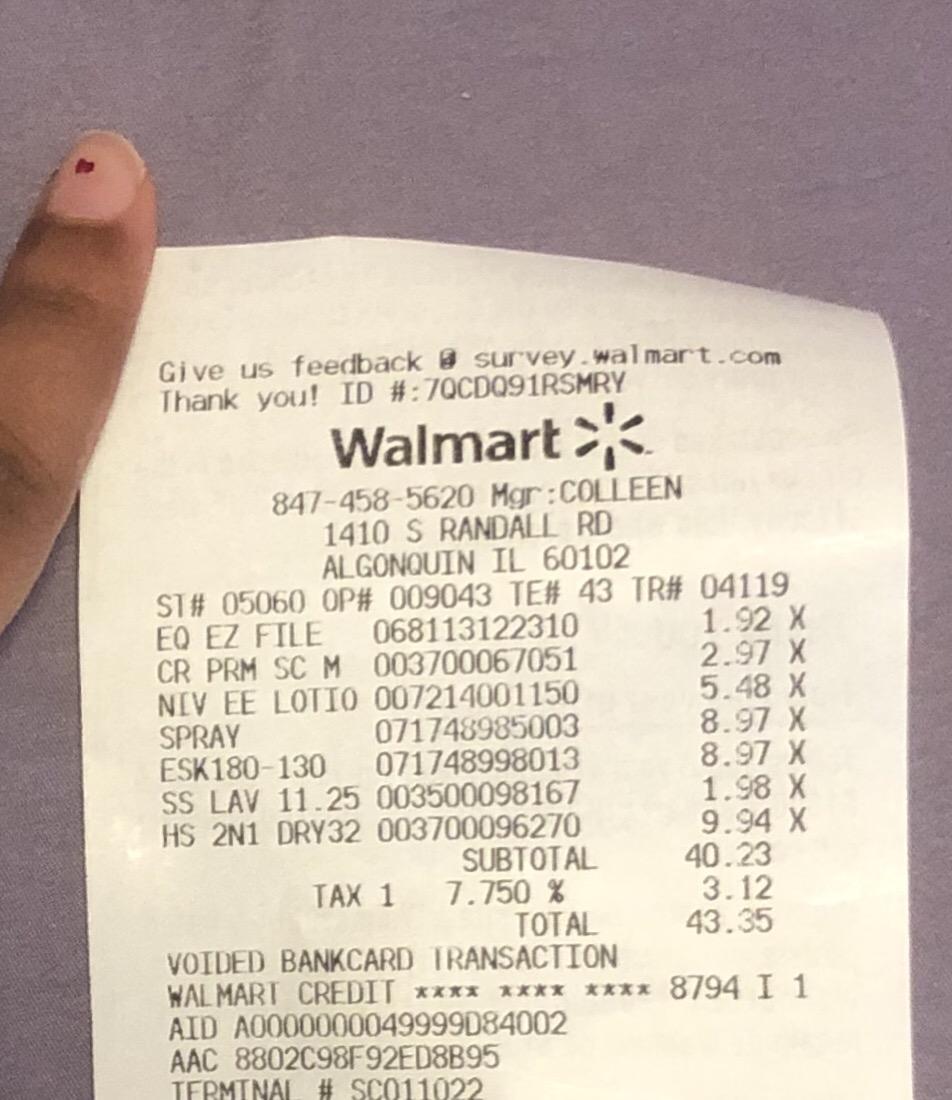 Give us feedback @ survey.walmart.com
Thank you! ID #:7QCDQ91RSMRY
Walmart
847-458-5620 Mgr:COLLEEN
1410 S RANDALL RD
ALGONQUIN IL 60102
ST# 05060 OP# 009043 TE# 43 TR# 04119
EQ EZ FILE 068113122310 1.92 X
CR PRM SC M 003700067051 2.97 X
NIV EE LOTIO 007214001150 5.48 X
SPRAY 071748985003 8.97 X
ESK180-130 071748998013 8.97 X
SS LAV 11.25 003500098167 1.98 X
HS 2N1 DRY32 003700096270 9.94 X
SUBTOTAL 40.23
TAX 1 7.750 % 3.12
TOTAL 43.35
VOIDED BANKCARD TRANSACTION
WALMART CREDIT **** **** **** 8794 I 1
AID A0000000049999D84002
AAC 8802C98F92ED8B95
TERMINAL # SC011022